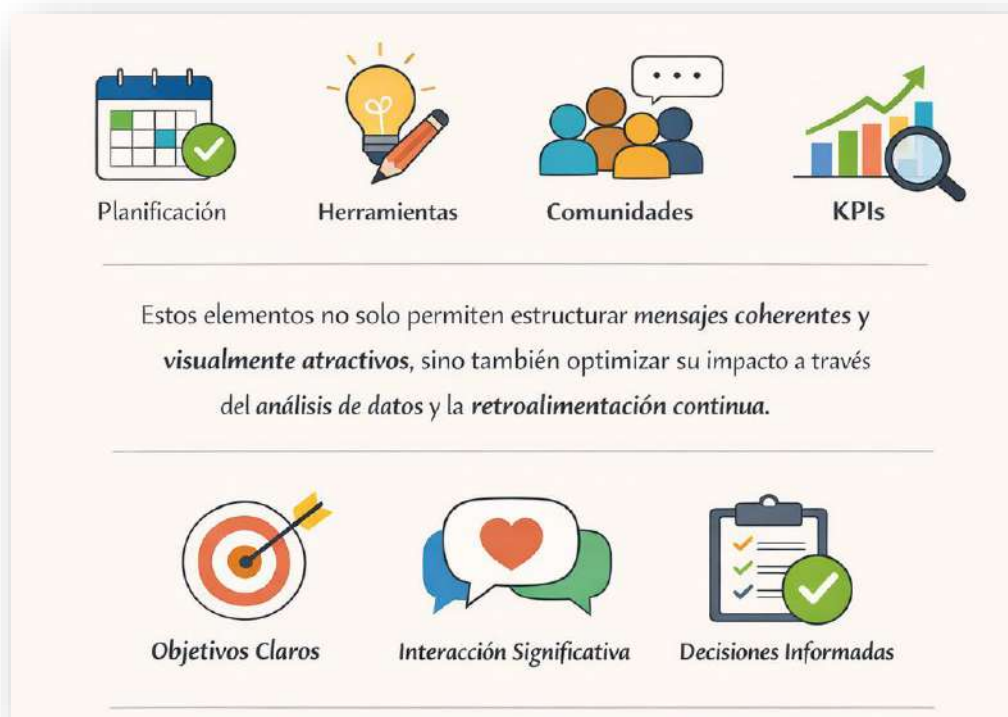 Planificación
Herramientas
Comunidades
KPIs
Estos elementos no solo permiten estructurar mensajes coherentes y
visualmente atractivos, sino también optimizar su impacto a través
del análisis de datos y la retroalimentación continua.
Objetivos Claros
Interacción Significativa
Decisiones Informadas